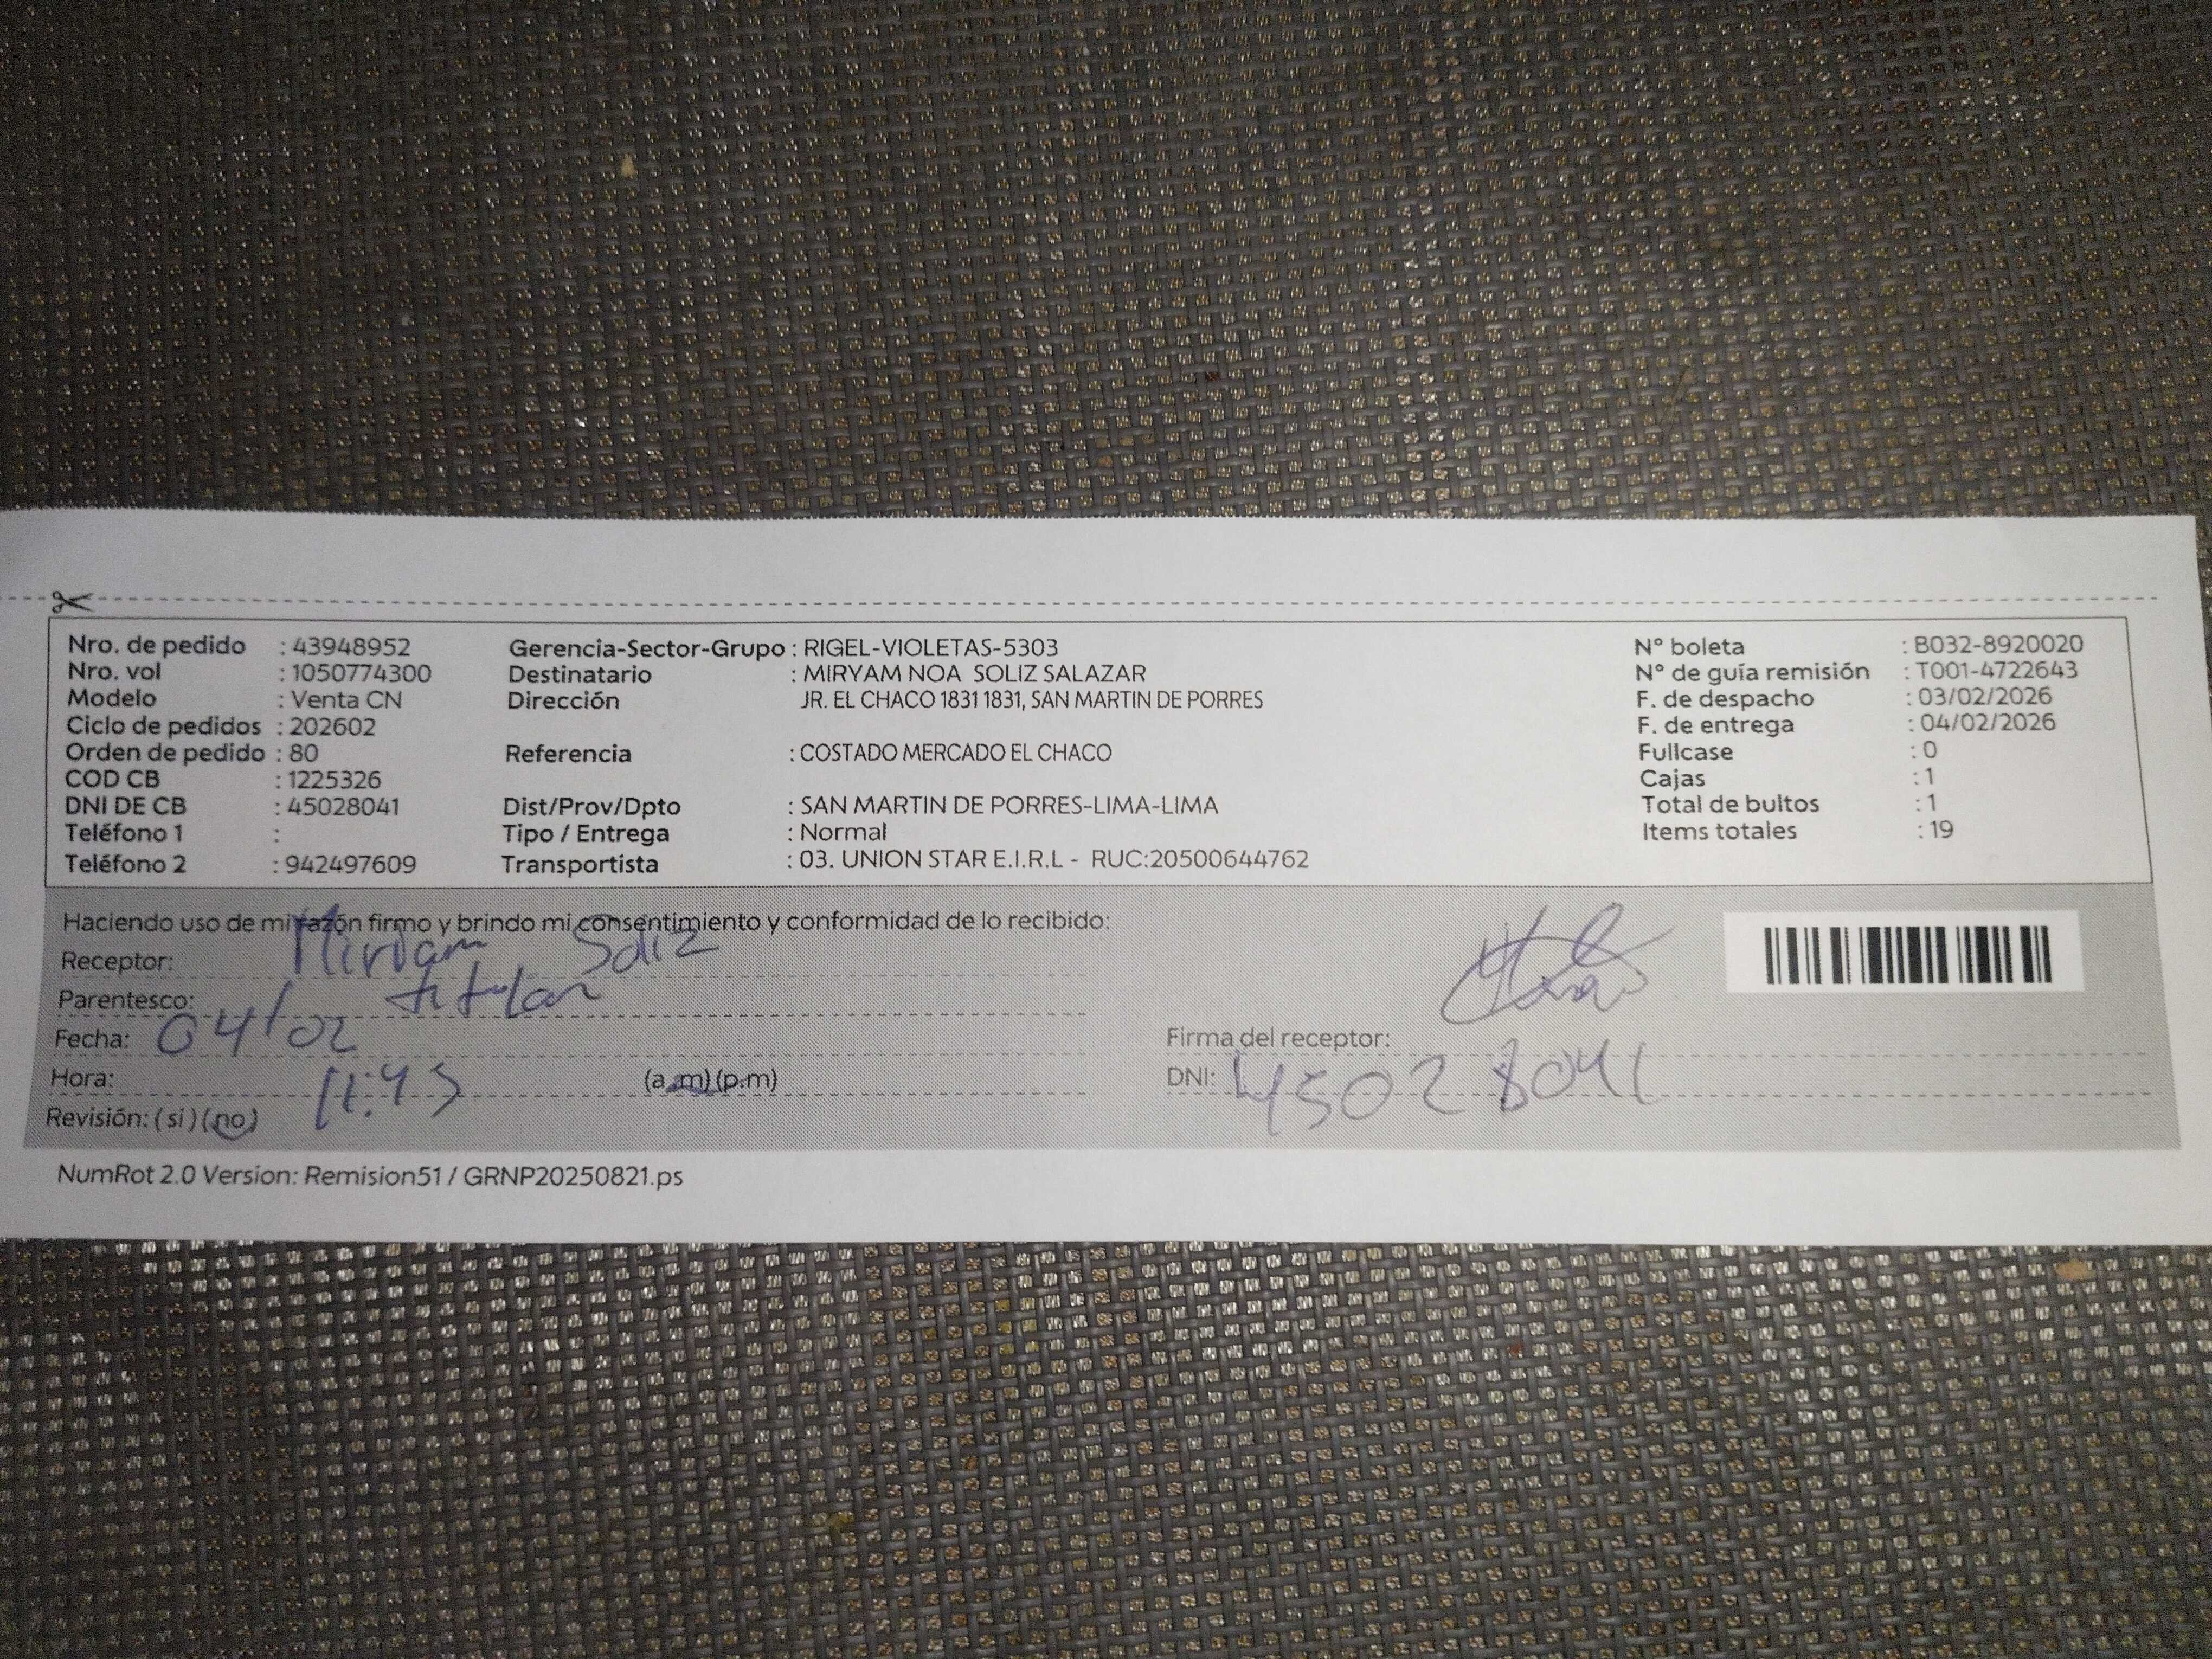 Nro. de pedido : 43948952 Gerencia-Sector-Grupo : RIGEL-VIOLETAS-5303 N° boleta : B032-8920020
Nro. vol : 1050774300 Destinatario : MIRYAM NOA SOLIZ SALAZAR N° de guía remisión : T001-4722643
Modelo : Venta CN Dirección JR. EL CHACO 1831 1831, SAN MARTIN DE PORRES F. de despacho : 03/02/2026
Ciclo de pedidos : 202602 F. de entrega : 04/02/2026
Orden de pedido : 80 Referencia : COSTADO MERCADO EL CHACO Fullcase : 0
COD CB : 1225326 Cajas : 1
DNI DE CB : 45028041 Dist/Prov/Dpto : SAN MARTIN DE PORRES-LIMA-LIMA Total de bultos : 1
Teléfono 1 : Tipo / Entrega : Normal Items totales : 19
Teléfono 2 : 942497609 Transportista : 03. UNION STAR E.I.R.L - RUC:20500644762
Haciendo uso de mi razón firmo y brindo mi consentimiento y conformidad de lo recibido:
Receptor: Miryam Soliz
Parentesco: titular
Fecha: 04/02 Firma del receptor:
Hora: 11:45 (a.m) (p.m) DNI: 45028041
Revisión: ( si ) ( no )
NumRot 2.0 Version: Remision51 / GRNP20250821.ps